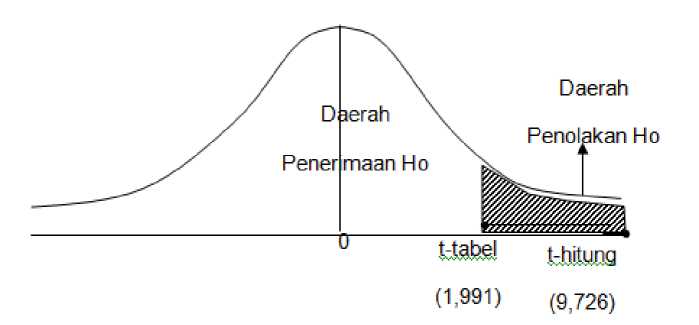 Daerah
Penolakan Ho
Daerah
Penerimaan Ho
0
t-tabel
(1,991)
t-hitung
(9,726)